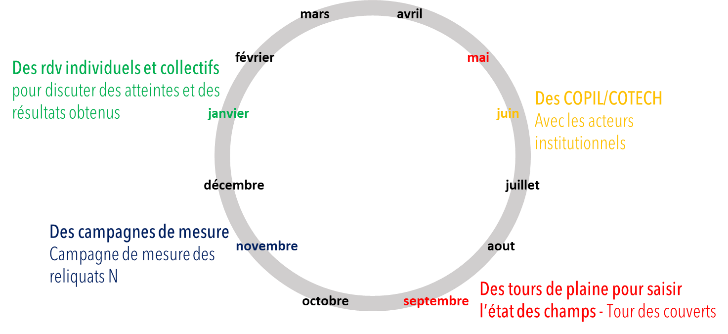 mars
avril
février
mai
Des rdv individuels et collectifs
pour discuter des atteintes et des
résultats obtenus
janvier
juin
Des COPIL/COTECH
Avec les acteurs
institutionnels
décembre
juillet
Des campagnes de mesure
Campagne de mesure des
reliquats N
novembre
aout
octobre
septembre
Des tours de plaine pour saisir
l'état des champs - Tour des couverts